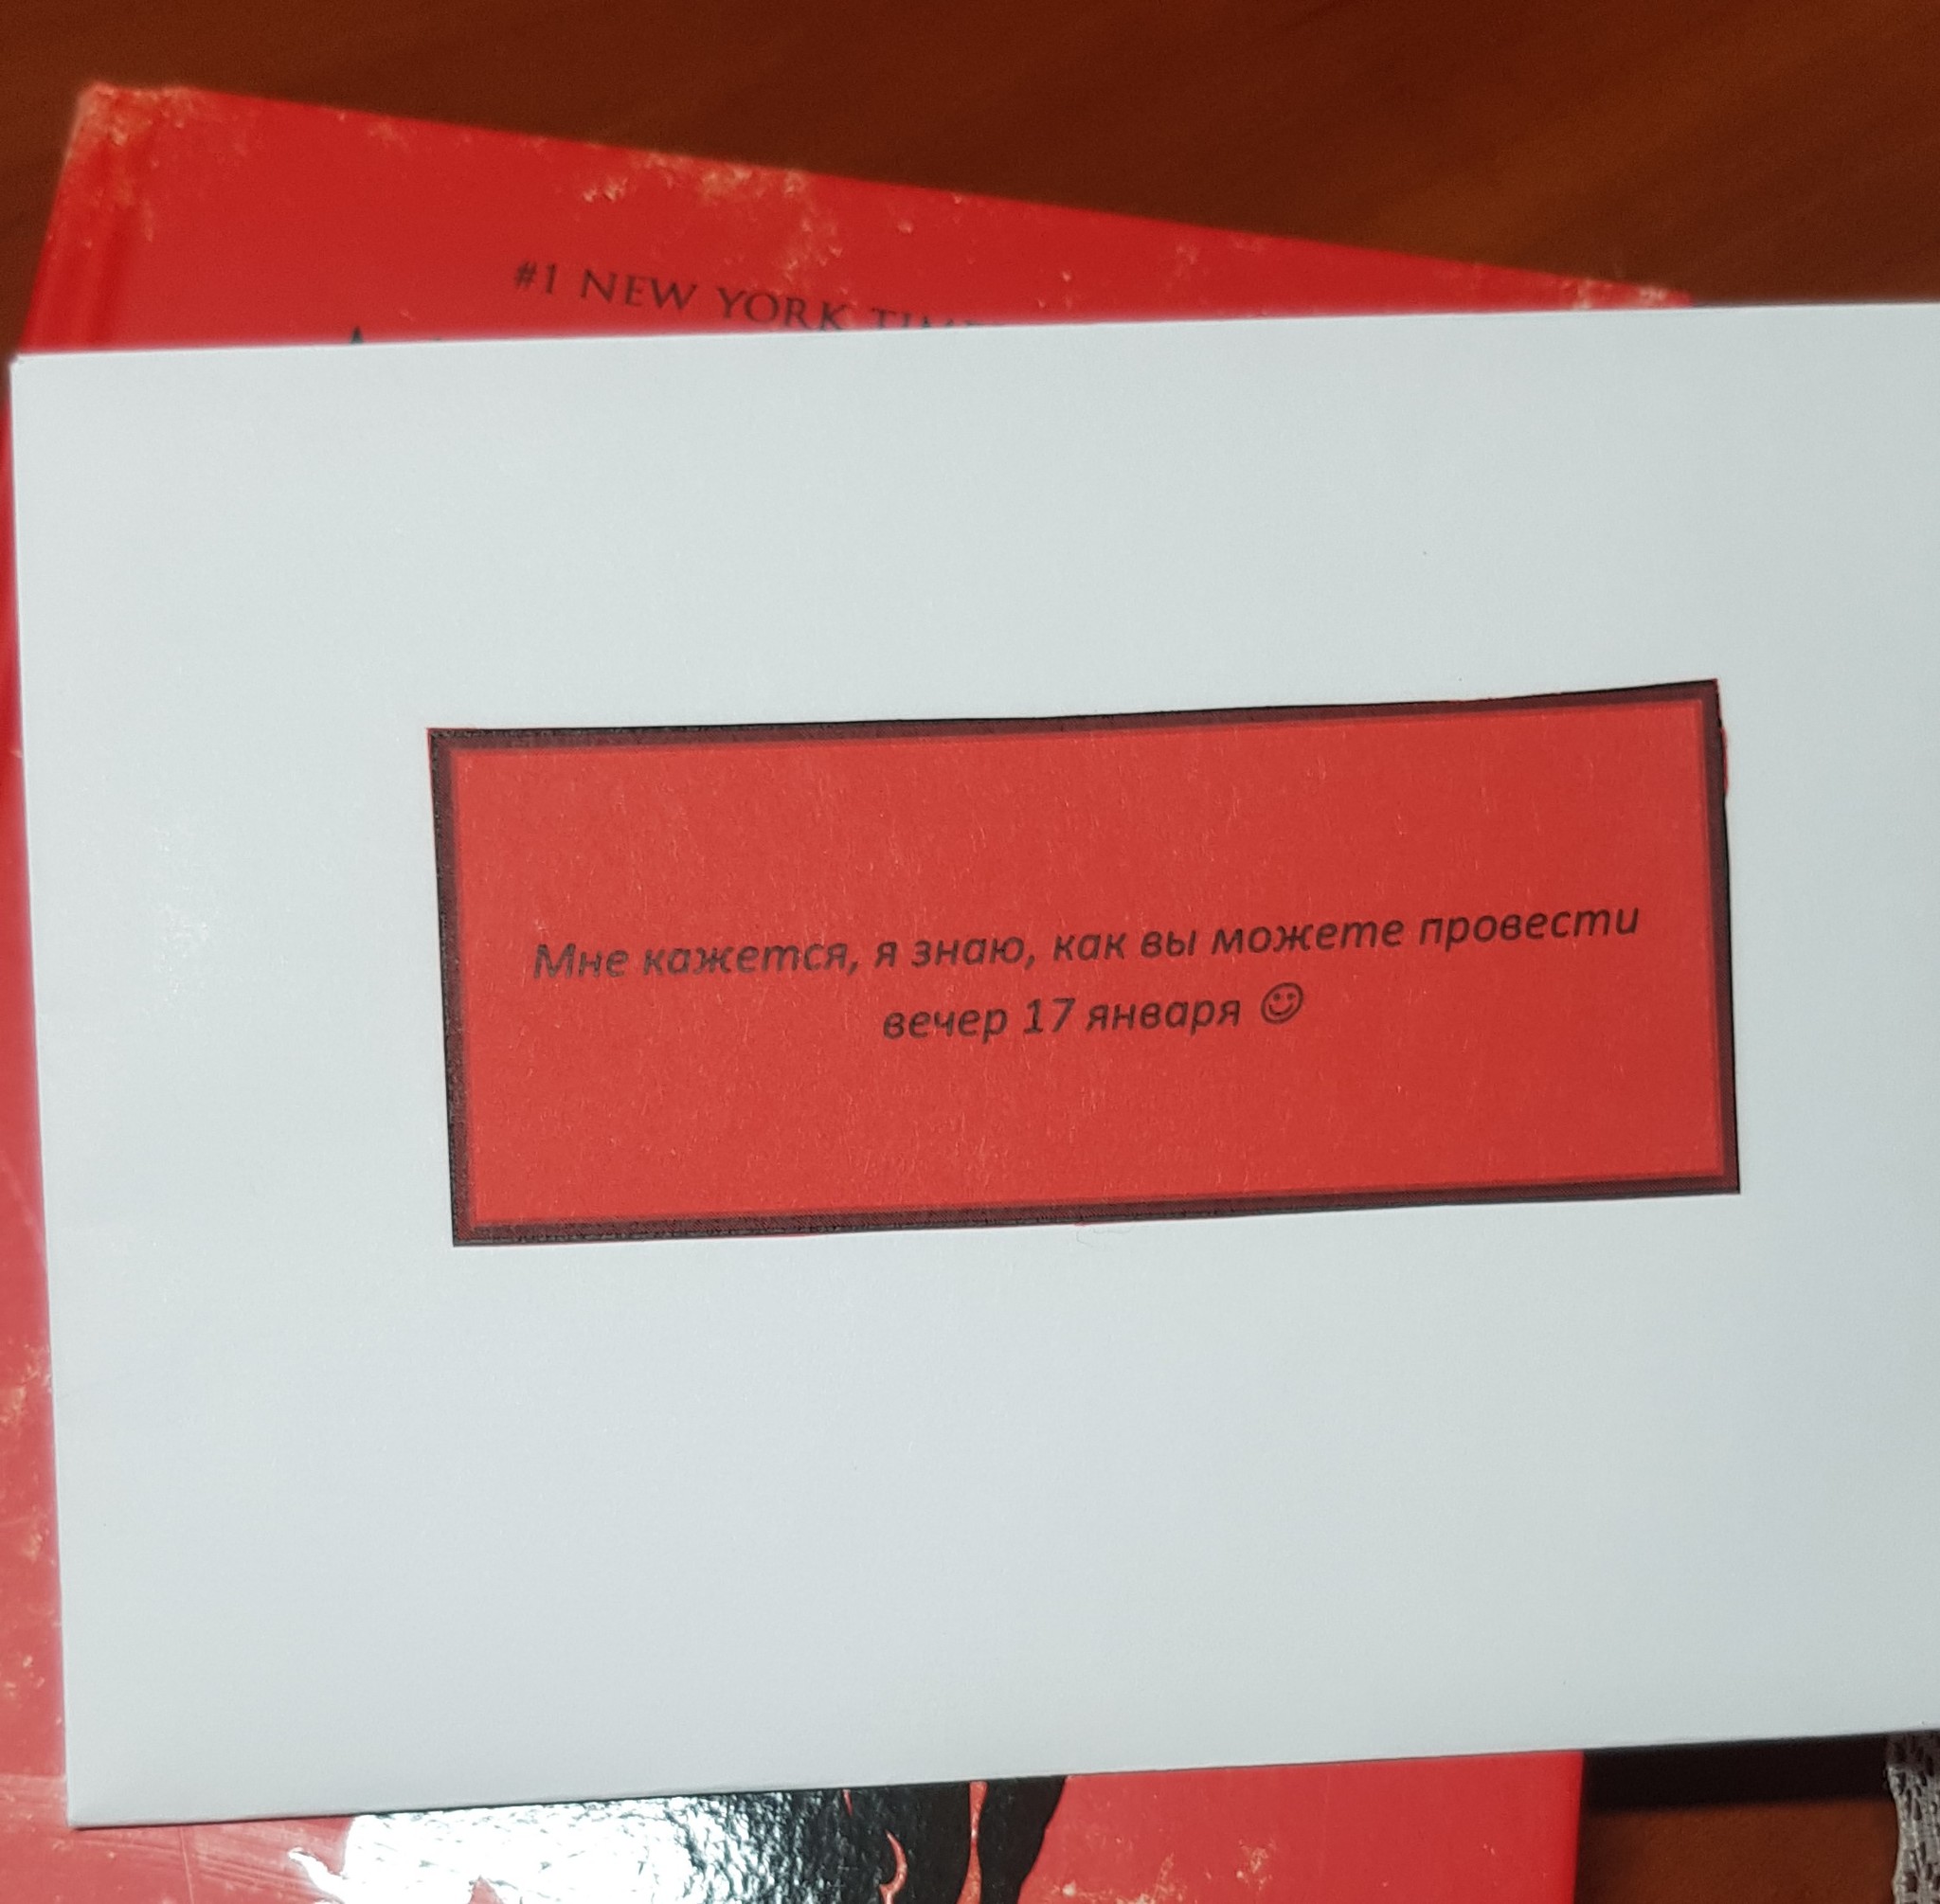 #1 NEW YORK
Мне кажется, я знаю, как вы можете провести
вечер 17 января ☺